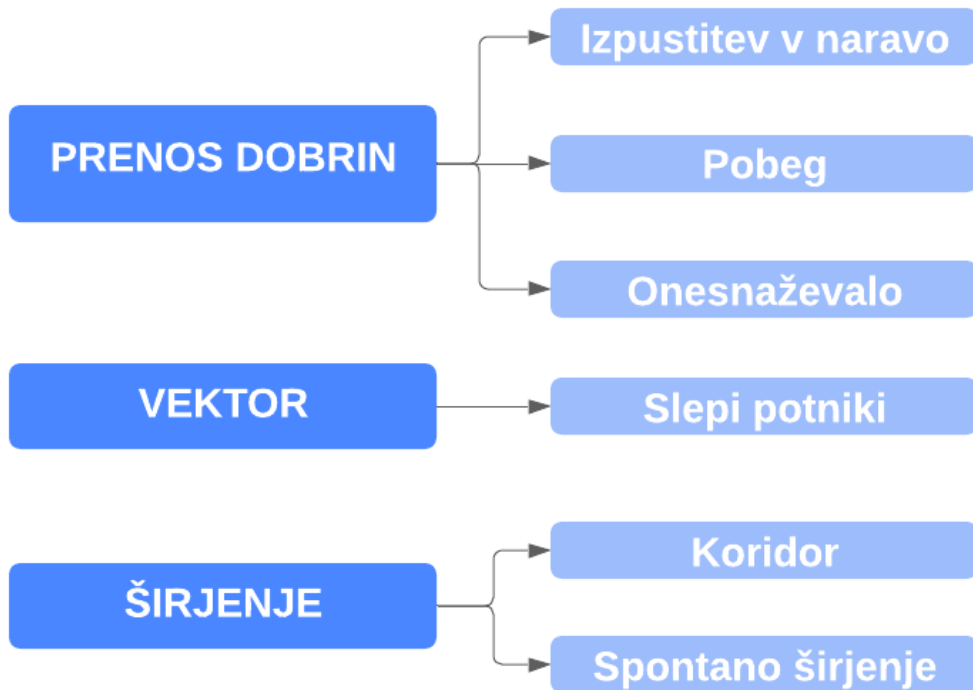 PRENOS DOBRIN
Izpustitev v naravo
Pobeg
Onesnaževalo
VEKTOR
Slepi potniki
ŠIRJENJE
Koridor
Spontano širjenje